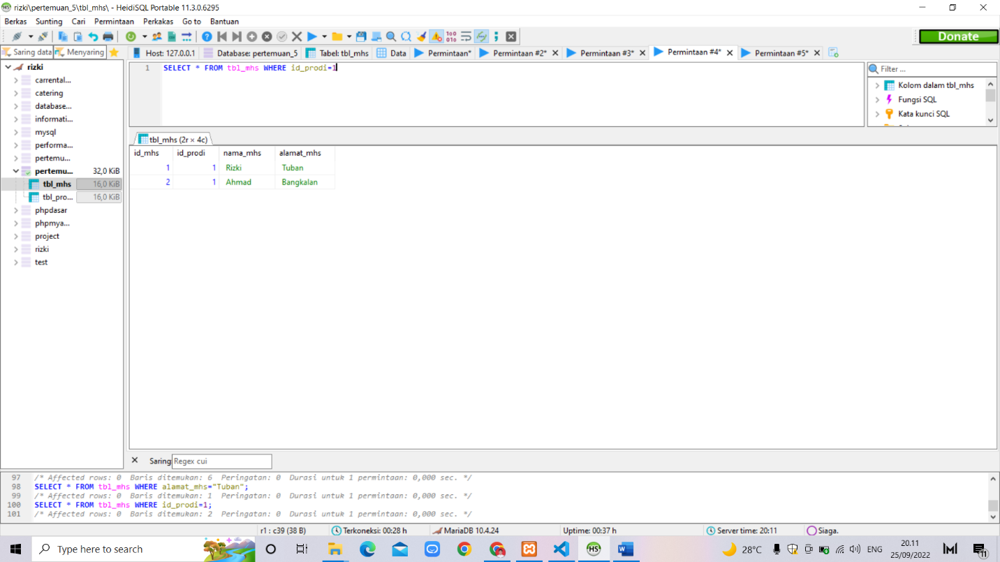 rizki\pertemuan_5\tbl_mhs\ - HeidiSQL Portable 11.3.0.6295
Berkas Sunting Cari Permintaan Perkakas Go to Bantuan
Donate
Saring data Menyaring
Host: 127.0.0.1 Database: pertemuan_5 Tabel: tbl_mhs Data Permintaan* Permintaan #2* Permintaan #3* Permintaan #4* Permintaan #5*
rizki
carrental...
catering
database...
informati...
mysql
performa...
pertemu...
pertemu... 32,0 KiB
tbl_mhs 16,0 KiB
tbl_pro... 16,0 KiB
phpdasar
phpmya...
project
rizki
test
1 SELECT * FROM tbl_mhs WHERE id_prodi=1
Filter ...
Kolom dalam tbl_mhs
Fungsi SQL
Kata kunci SQL
tbl_mhs (2r × 4c)
id_mhs id_prodi nama_mhs alamat_mhs
1 1 Rizki Tuban
2 1 Ahmad Bangkalan
Saring Regex cui
97 /* Affected rows: 0 Baris ditemukan: 6 Peringatan: 0 Durasi untuk 1 permintaan: 0,000 sec. */
98 SELECT * FROM tbl_mhs WHERE alamat_mhs="Tuban";
99 /* Affected rows: 0 Baris ditemukan: 1 Peringatan: 0 Durasi untuk 1 permintaan: 0,000 sec. */
100 SELECT * FROM tbl_mhs WHERE id_prodi=1;
101 /* Affected rows: 0 Baris ditemukan: 2 Peringatan: 0 Durasi untuk 1 permintaan: 0,000 sec. */
r1 : c39 (38 B) Terkoneksi: 00:28 h MariaDB 10.4.24 Uptime: 00:37 h Server time: 20:11 Siaga.
Type here to search
28°C ENG
20.11
25/09/2022
11